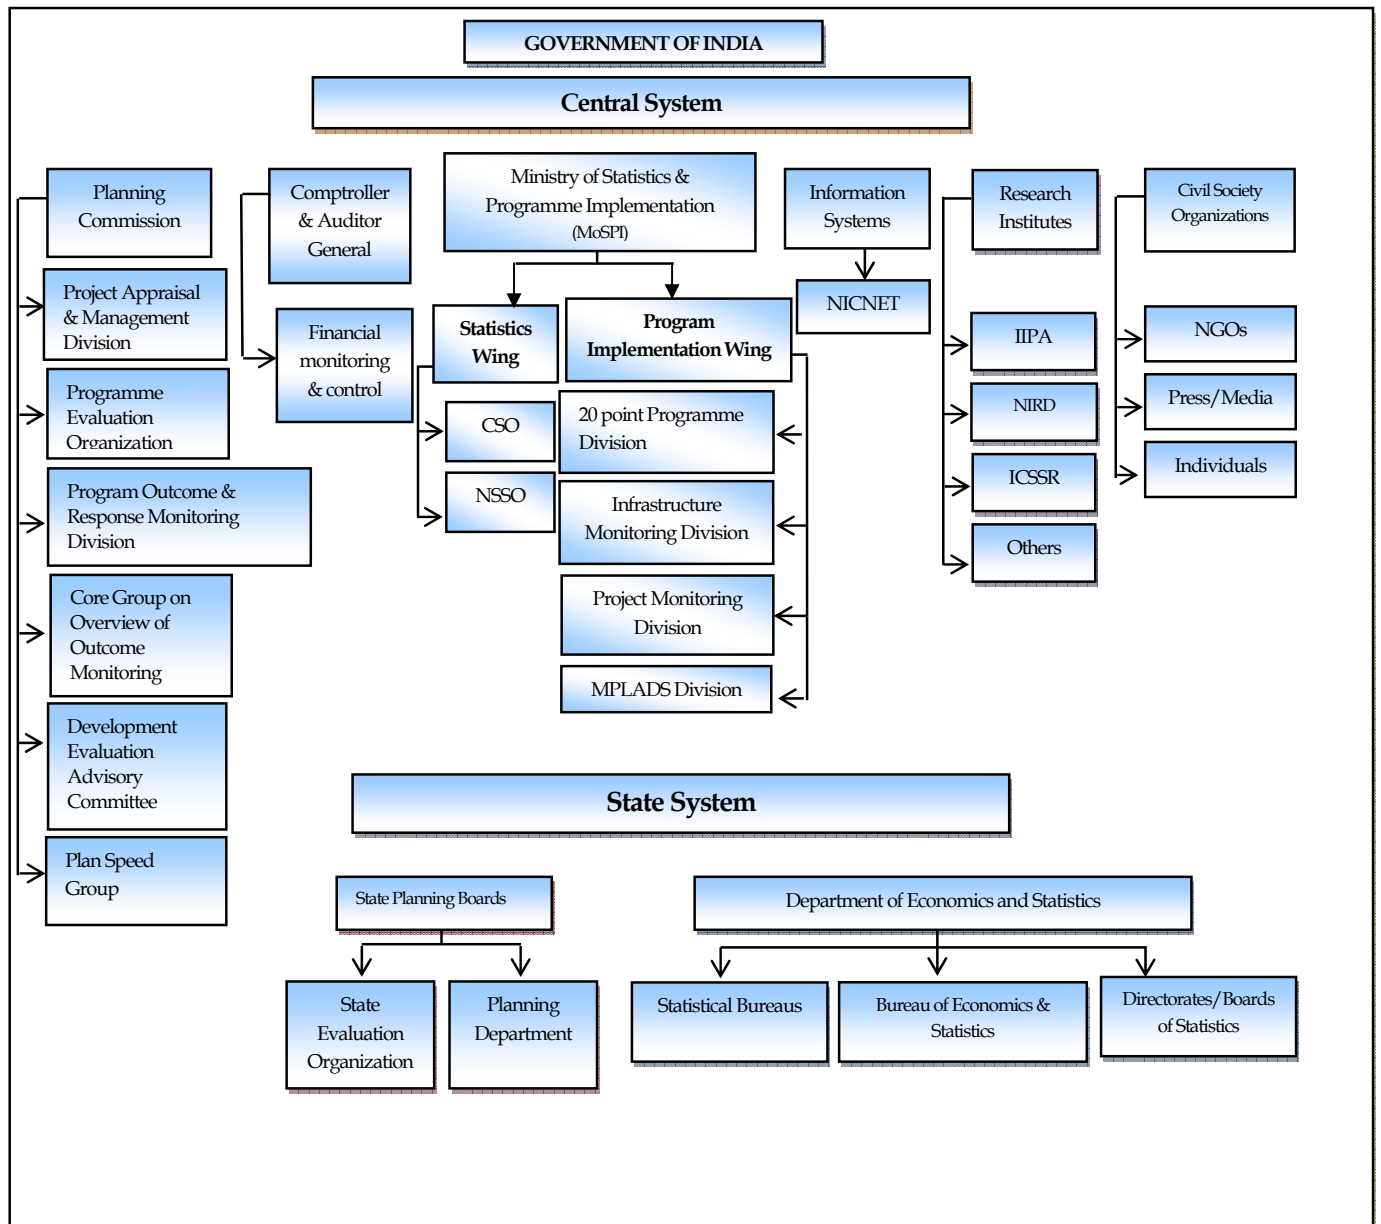 GOVERNMENT OF INDIA
Central System
Planning
Commission
Project Appraisal
& Management
Division
Programme
Evaluation
Organization
Program Outcome &
Response Monitoring
Division
Core Group on
Overview of
Outcome
Monitoring
Development
Evaluation
Advisory
Committee
Plan Speed
Group
Comptroller
& Auditor
General
Financial
monitoring
& control
Ministry of Statistics &
Programme Implementation
(MoSPI)
Statistics
Wing
CSO
NSSO
Program
Implementation Wing
20 point Programme
Division
Infrastructure
Monitoring Division
Project Monitoring
Division
MPLADS Division
Information
Systems
NICNET
Research
Institutes
IIPA
NIRD
ICSSR
Others
Civil Society
Organizations
NGOs
Press/Media
Individuals
State System
State Planning Boards
State
Evaluation
Organization
Planning
Department
Department of Economics and Statistics
Statistical Bureaus
Bureau of Economics &
Statistics
Directorates/Boards
of Statistics